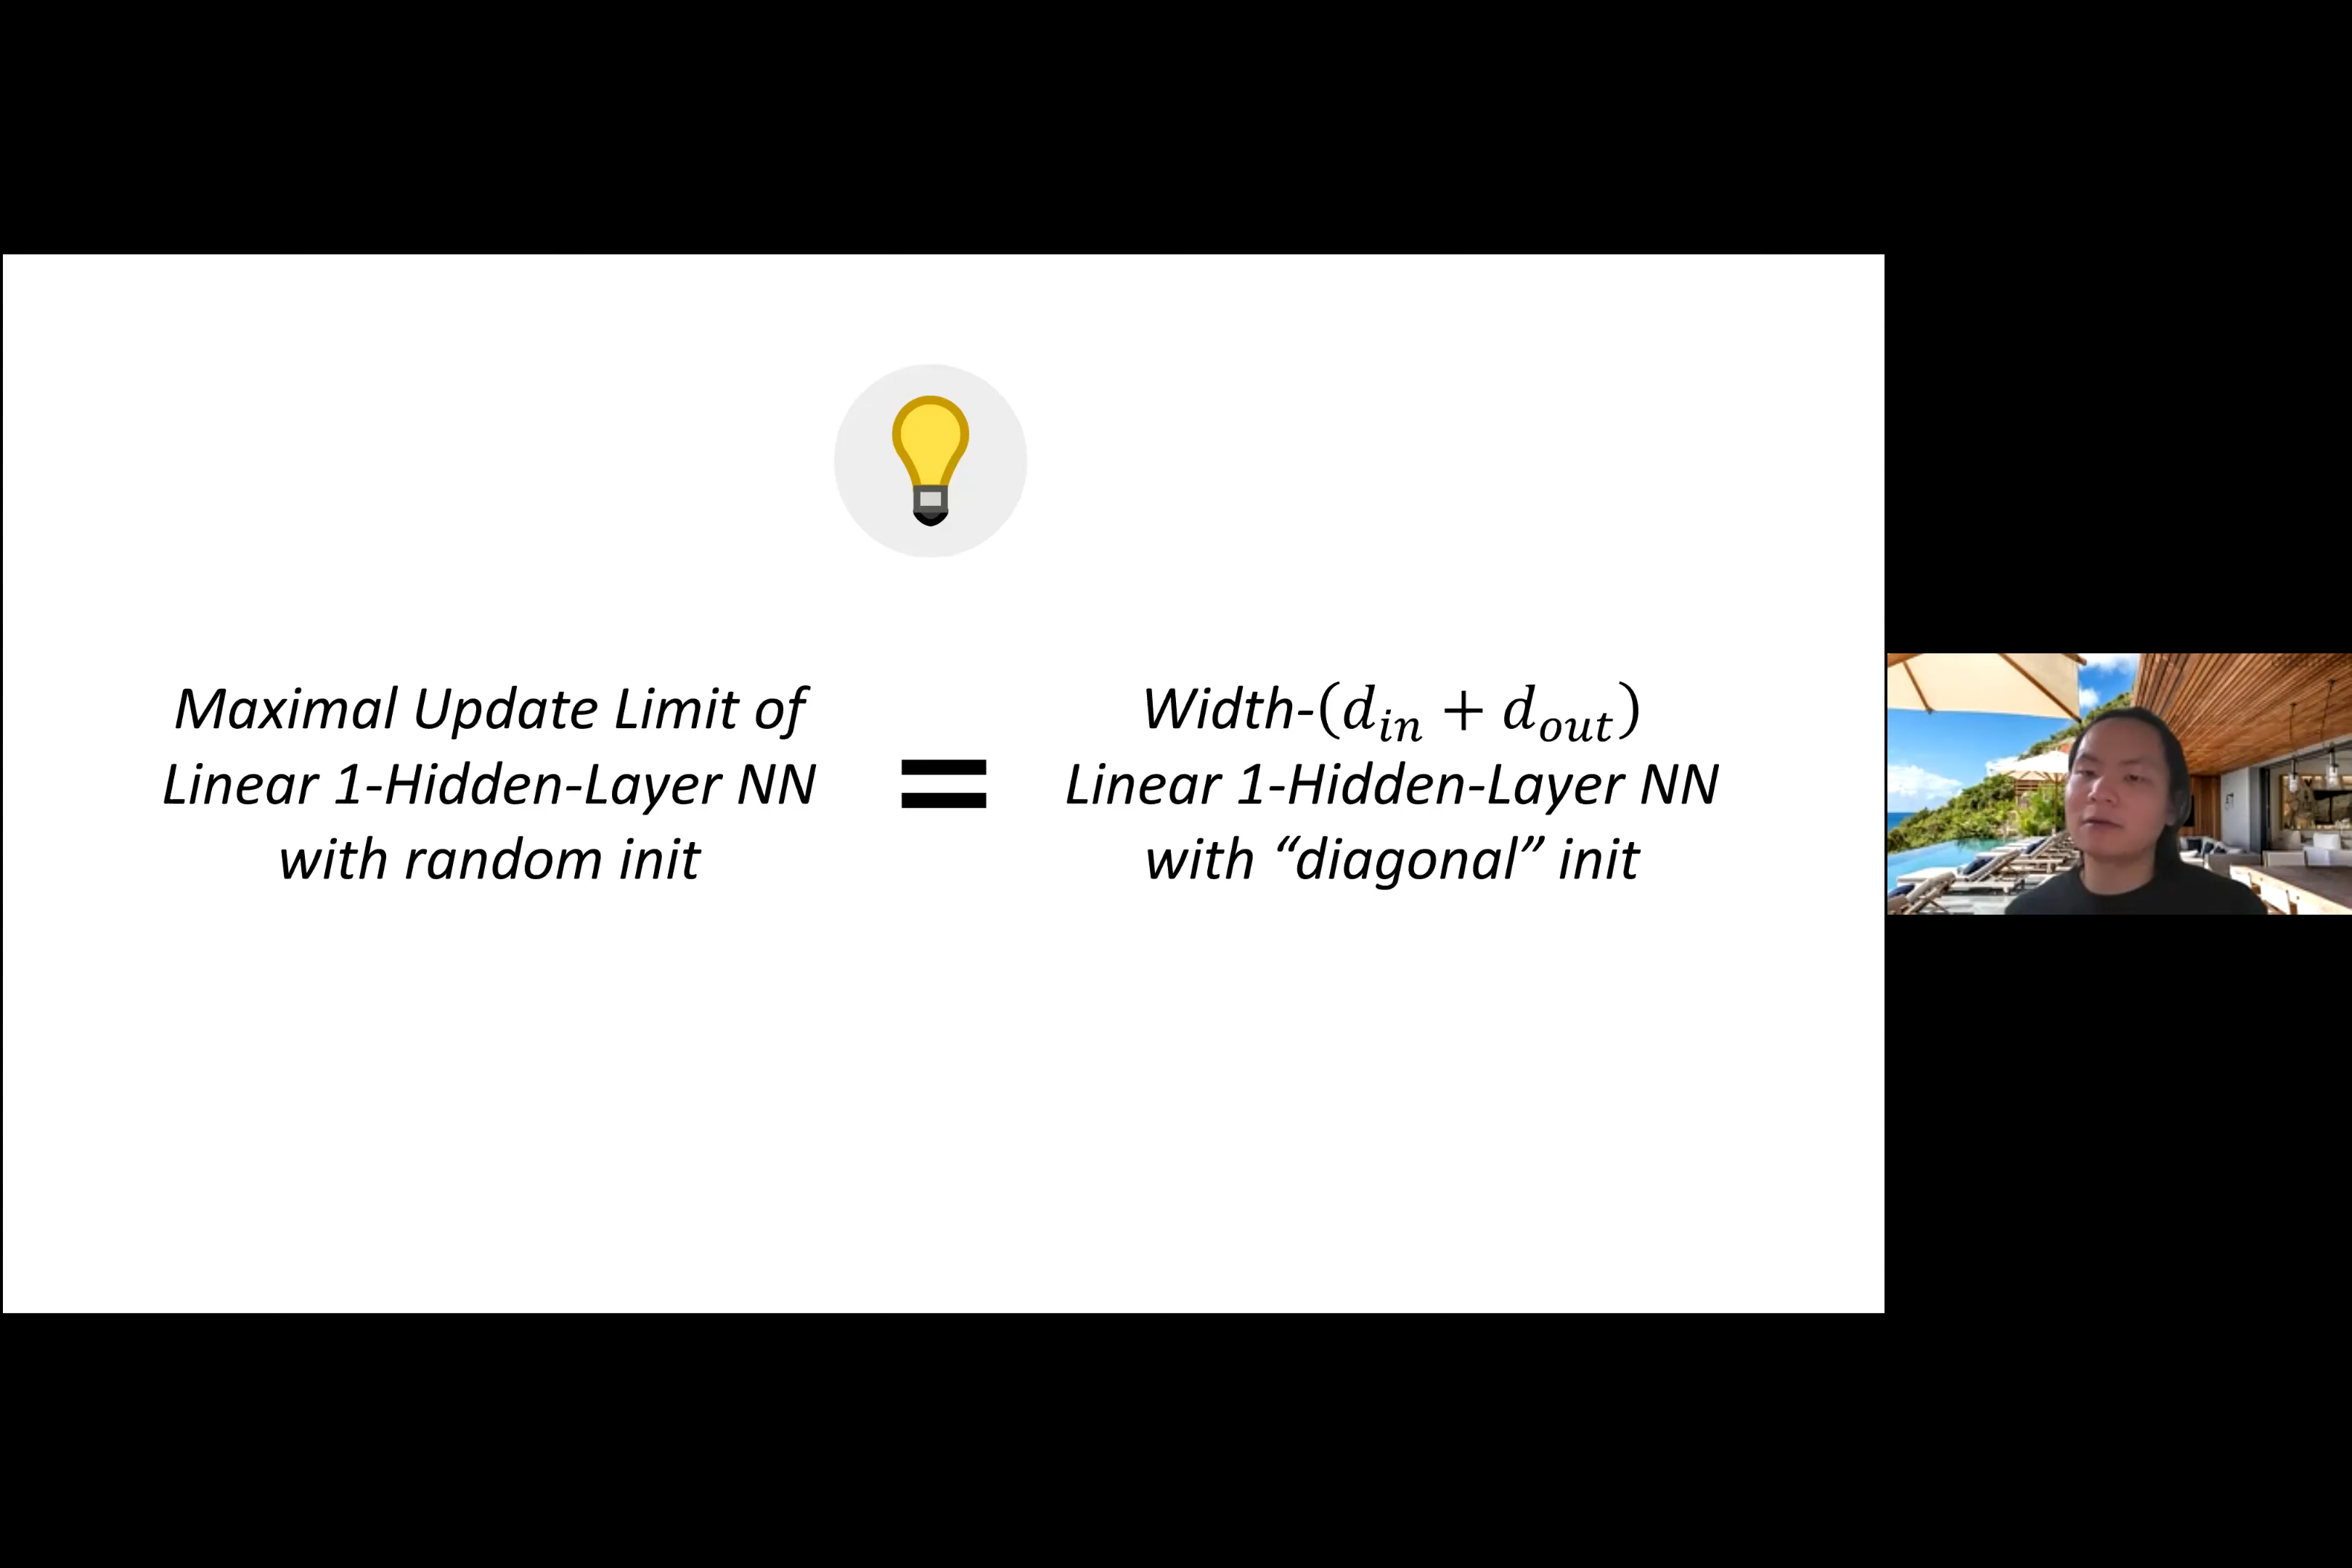 Maximal Update Limit of
Linear 1-Hidden-Layer NN
with random init
=
Width-(d_in + d_out)
Linear 1-Hidden-Layer NN
with “diagonal” init